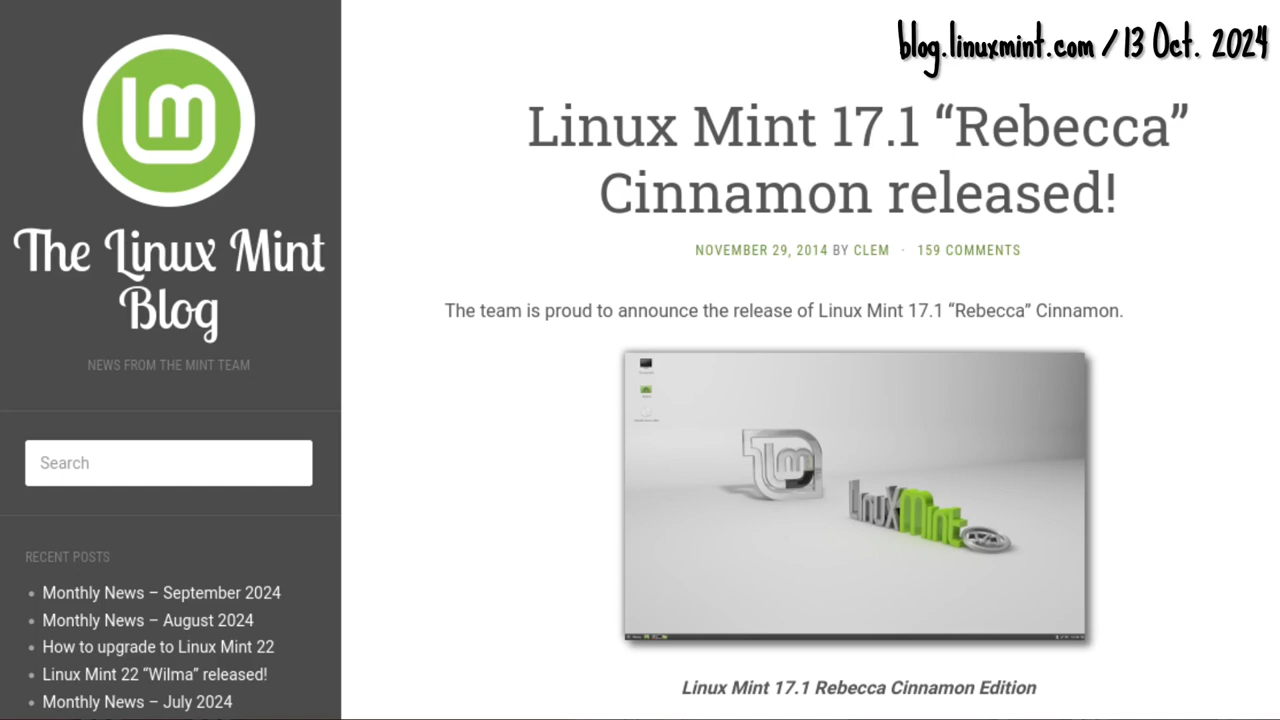 blog.linuxmint.com / 13 Oct. 2024
lm
The Linux Mint
Blog
NEWS FROM THE MINT TEAM
Search
RECENT POSTS
Monthly News – September 2024
Monthly News – August 2024
How to upgrade to Linux Mint 22
Linux Mint 22 “Wilma” released!
Monthly News – July 2024
Linux Mint 17.1 “Rebecca”
Cinnamon released!
NOVEMBER 29, 2014 BY CLEM · 159 COMMENTS
The team is proud to announce the release of Linux Mint 17.1 “Rebecca” Cinnamon.
lm
LinuxMint
Linux Mint 17.1 Rebecca Cinnamon Edition